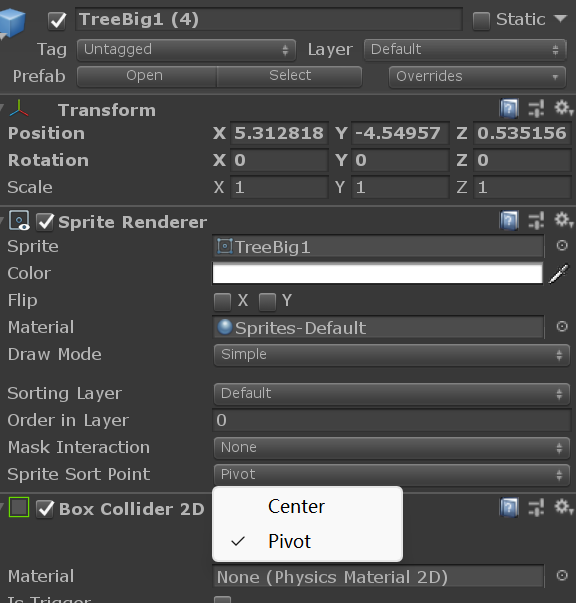 TreeBig1 (4) Static
Tag Untagged Layer Default
Prefab Open Select Overrides
Transform
Position X 5.312818 Y -4.54957 Z 0.535156
Rotation X 0 Y 0 Z 0
Scale X 1 Y 1 Z 1
Sprite Renderer
Sprite TreeBig1
Color
Flip X Y
Material Sprites-Default
Draw Mode Simple
Sorting Layer Default
Order in Layer 0
Mask Interaction None
Sprite Sort Point Pivot
Box Collider 2D
Center
Pivot
Material None (Physics Material 2D)
Is Trigger